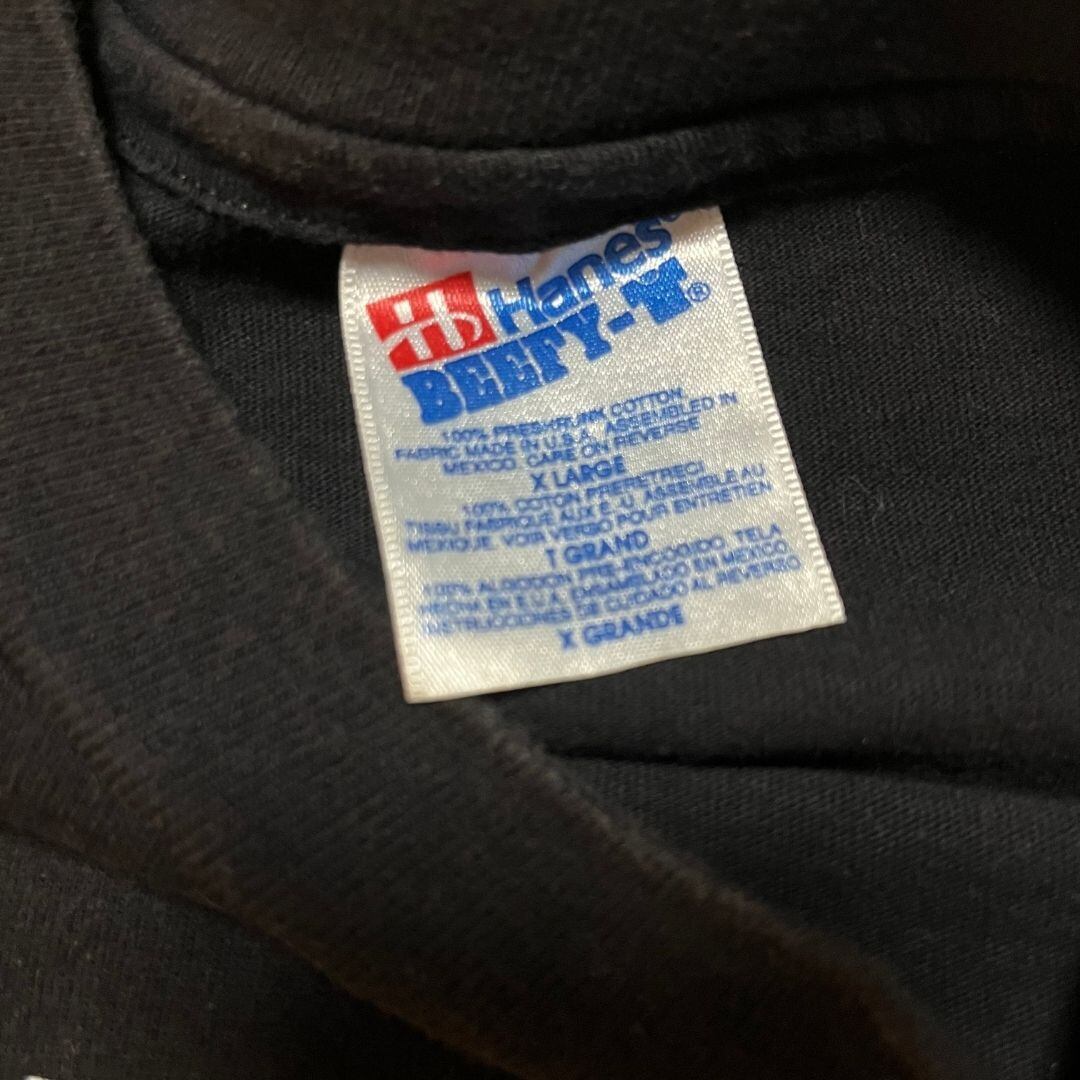 Hanes®
BEEFY-T®
100% PRESHRUNK COTTON
FABRIC MADE IN U.S.A. ASSEMBLED IN
MEXICO. CARE ON REVERSE
X LARGE
100% COTON PRERETRECI
TISSU FABRIQUE AUX E.-U. ASSEMBLE AU
MEXIQUE. VOIR VERSO POUR ENTRETIEN
T GRAND
100% ALGODON PRE-ENCOGIDO. TELA
HECHA EN E.U.A. ENSAMBLADO EN MEXICO
INSTRUCCIONES DE CUIDADO AL REVERSO
X GRANDE